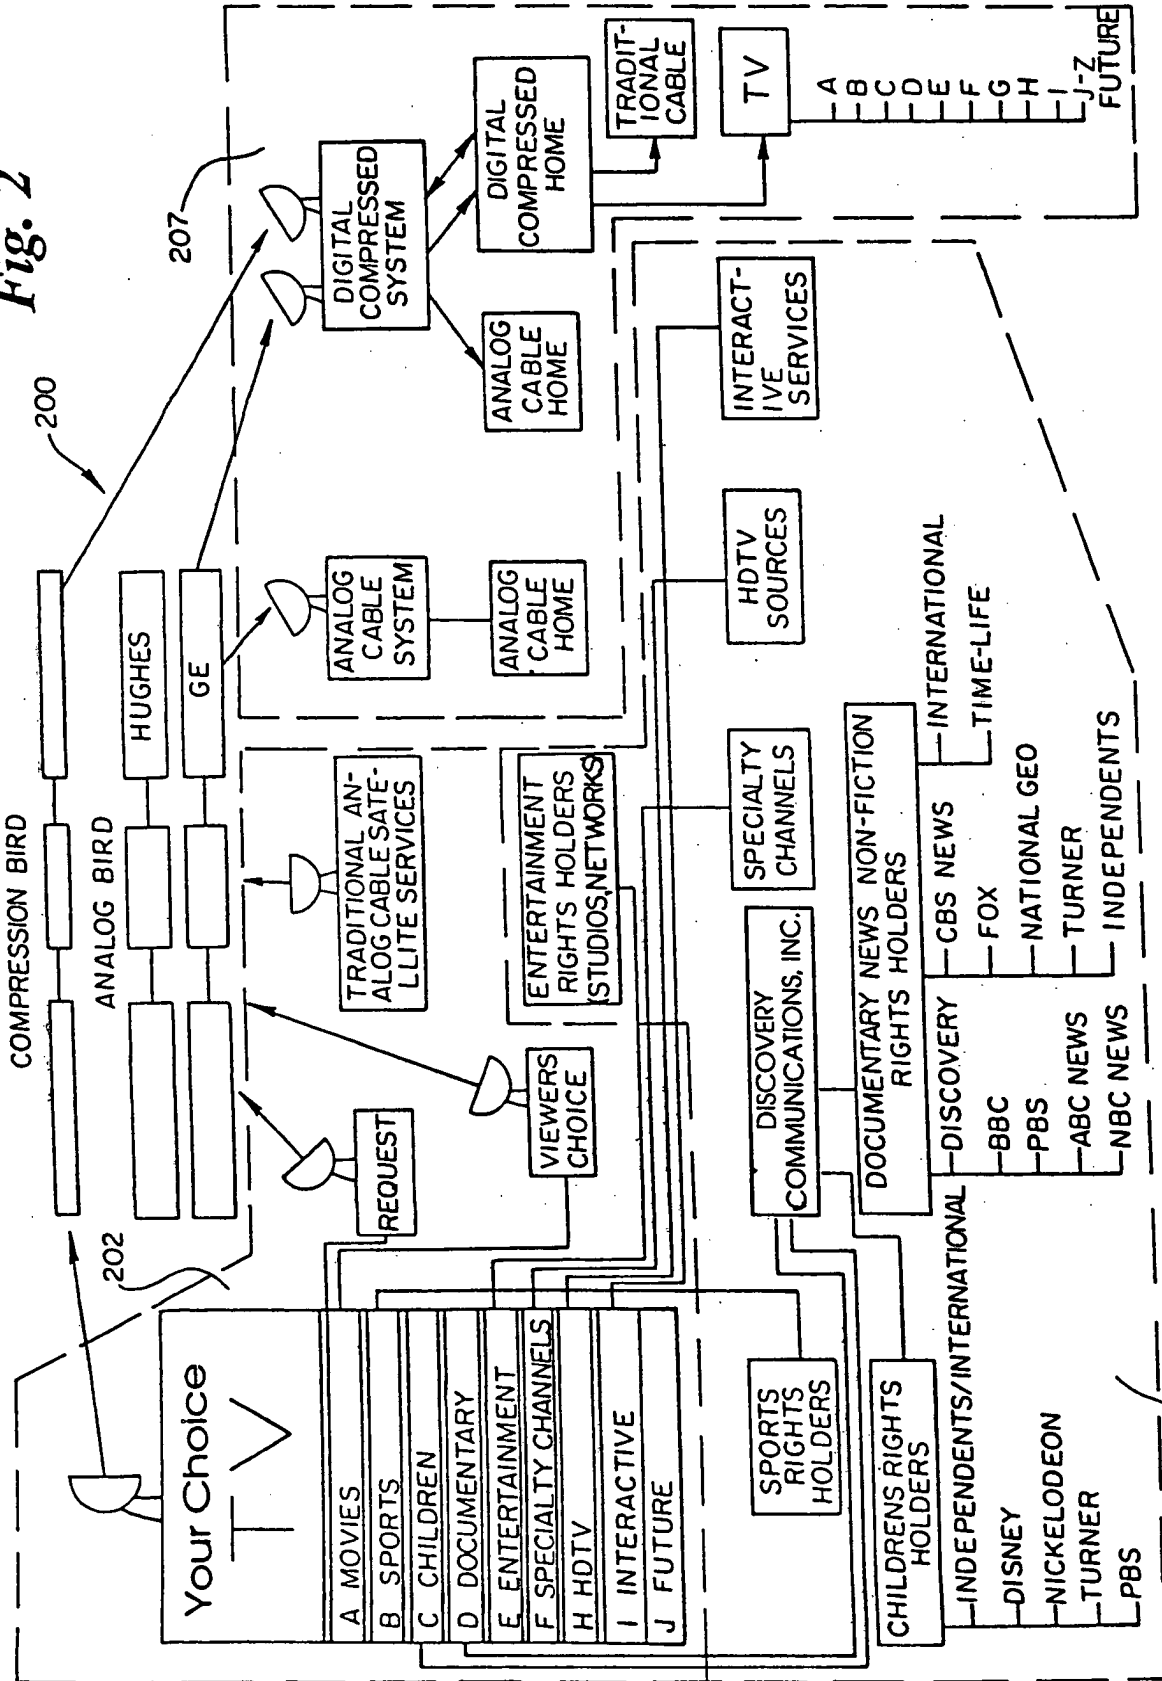 Fig. 2
200
207
COMPRESSION BIRD
ANALOG BIRD
HUGHES
GE
202
Your Choice
TV
A MOVIES
B SPORTS
C CHILDREN
D DOCUMENTARY
E ENTERTAINMENT
F SPECIALTY CHANNELS
H HDTV
I INTERACTIVE
J FUTURE
REQUEST
VIEWERS
CHOICE
TRADITIONAL AN-
ALOG CABLE SATE-
LLITE SERVICES
ENTERTAINMENT
RIGHTS HOLDERS
(STUDIOS, NETWORKS)
ANALOG
CABLE
SYSTEM
ANALOG
CABLE
HOME
DIGITAL
COMPRESSED
SYSTEM
ANALOG
CABLE
HOME
DIGITAL
COMPRESSED
HOME
TRADIT-
IONAL
CABLE
TV
A
B
C
D
E
F
G
H
I
J-Z
FUTURE
SPORTS
RIGHTS
HOLDERS
DISCOVERY
COMMUNICATIONS, INC.
SPECIALTY
CHANNELS
HDTV
SOURCES
INTERACT-
IVE
SERVICES
CHILDRENS RIGHTS
HOLDERS
INDEPENDENTS/INTERNATIONAL
DISNEY
NICKELODEON
TURNER
PBS
DOCUMENTARY NEWS NON-FICTION
RIGHTS HOLDERS
DISCOVERY
BBC
PBS
ABC NEWS
NBC NEWS
CBS NEWS
FOX
NATIONAL GEO
TURNER
INDEPENDENTS
INTERNATIONAL
TIME-LIFE